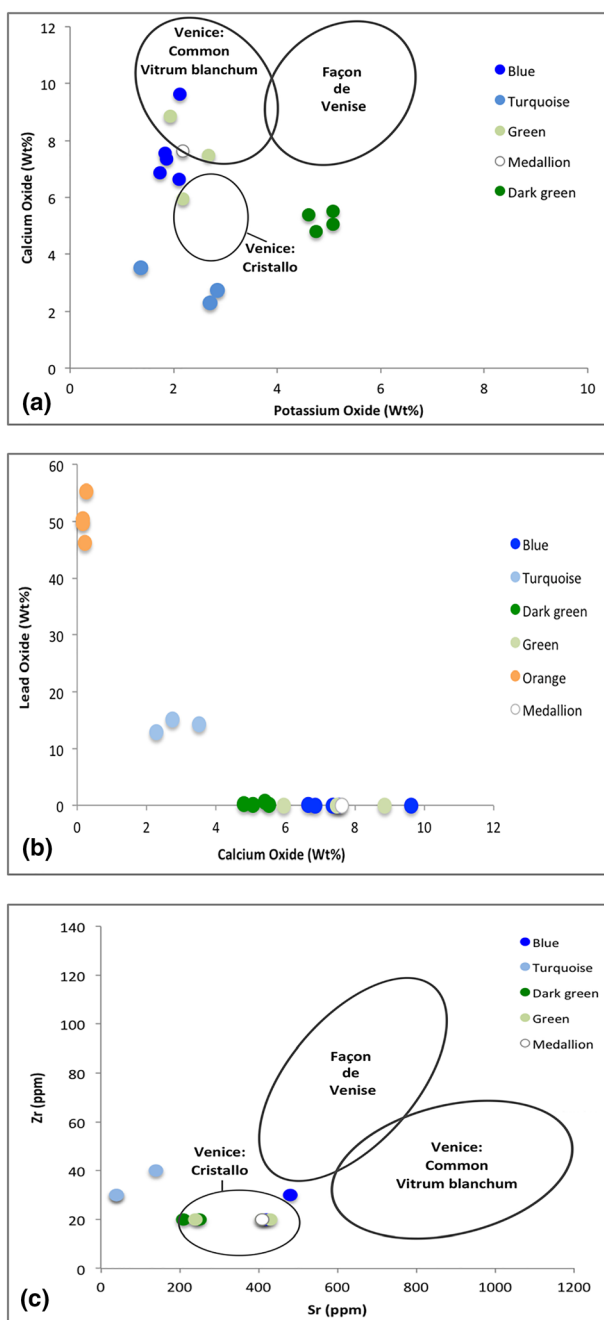 12
10
8
6
4
2
0
0
2
4
6
8
10
Calcium Oxide (Wt%)
Potassium Oxide (Wt%)
Venice:
Common
Vitrum blanchum
Façon
de
Venise
Venice:
Cristallo
Blue
Turquoise
Green
Medallion
Dark green
(a)
60
50
40
30
20
10
0
0
2
4
6
8
10
12
Lead Oxide (Wt%)
Calcium Oxide (Wt%)
Blue
Turquoise
Dark green
Green
Orange
Medallion
(b)
140
120
100
80
60
40
20
0
0
200
400
600
800
1000
1200
Zr (ppm)
Sr (ppm)
Façon
de
Venise
Venice:
Cristallo
Venice:
Common
Vitrum blanchum
Blue
Turquoise
Dark green
Green
Medallion
(c)